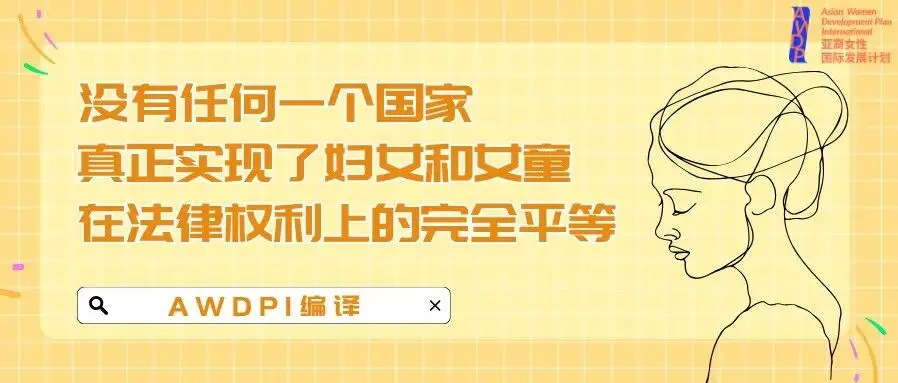 Asian Women
Development Plan
International
亚裔女性
国际发展计划
AWDP
没有任何一个国家
真正实现了妇女和女童
在法律权利上的完全平等
AWDPI编译